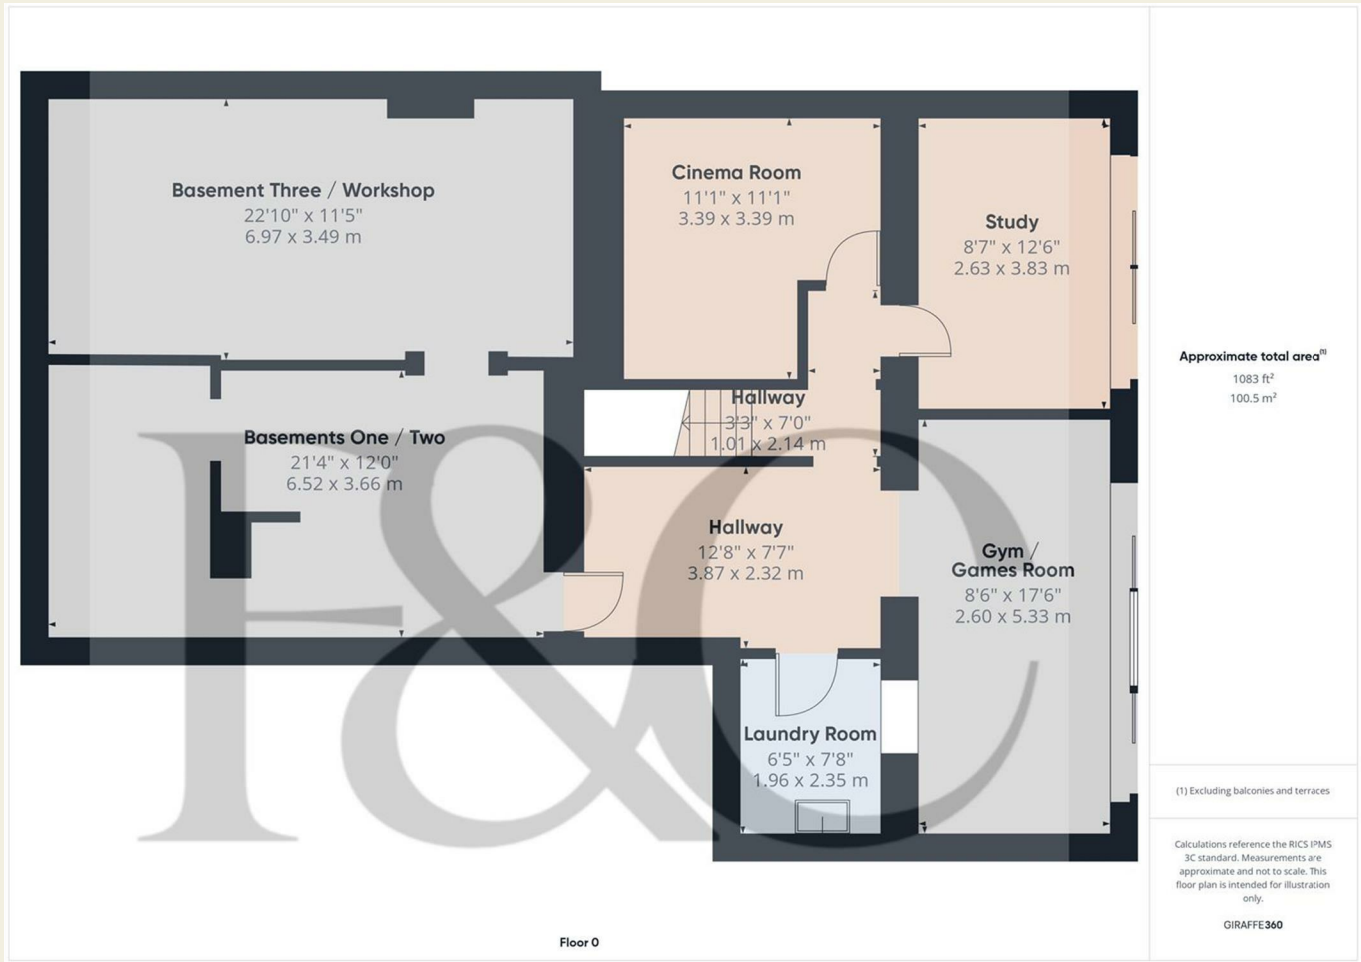 Basement Three / Workshop
22'10" x 11'5"
6.97 x 3.49 m
Cinema Room
11'1" x 11'1"
3.39 x 3.39 m
Study
8'7" x 12'6"
2.63 x 3.83 m
Basements One / Two
21'4" x 12'0"
6.52 x 3.66 m
Hallway
3'3" x 7'0"
1.01 x 2.14 m
Hallway
12'8" x 7'7"
3.87 x 2.32 m
Gym /
Games Room
8'6" x 17'6"
2.60 x 5.33 m
Laundry Room
6'5" x 7'8"
1.96 x 2.35 m
F&C
Floor 0
Approximate total area(1)
1083 ft²
100.5 m²
(1) Excluding balconies and terraces
Calculations reference the RICS IPMS
3C standard. Measurements are
approximate and not to scale. This
floor plan is intended for illustration
only.
GIRAFFE360